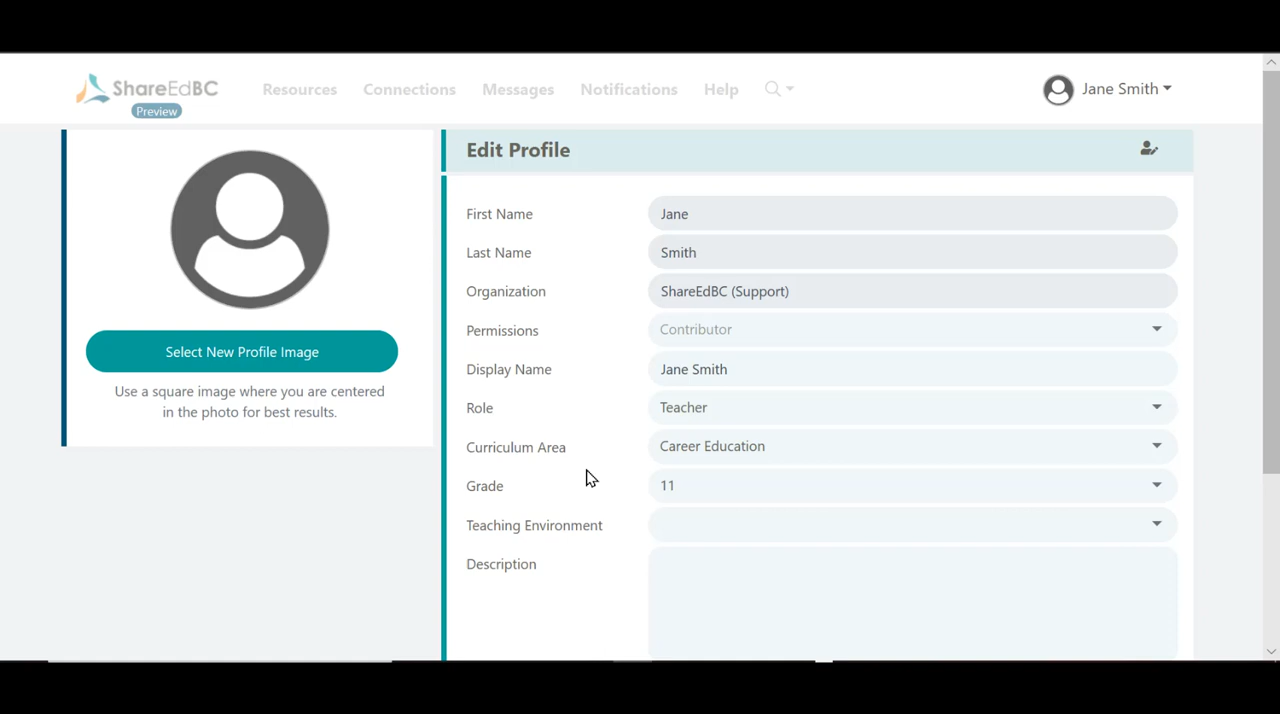 ShareEdBC
Preview
Resources Connections Messages Notifications Help
Jane Smith
Select New Profile Image
Use a square image where you are centered
in the photo for best results.
Edit Profile
First Name Jane
Last Name Smith
Organization ShareEdBC (Support)
Permissions Contributor
Display Name Jane Smith
Role Teacher
Curriculum Area Career Education
Grade 11
Teaching Environment
Description